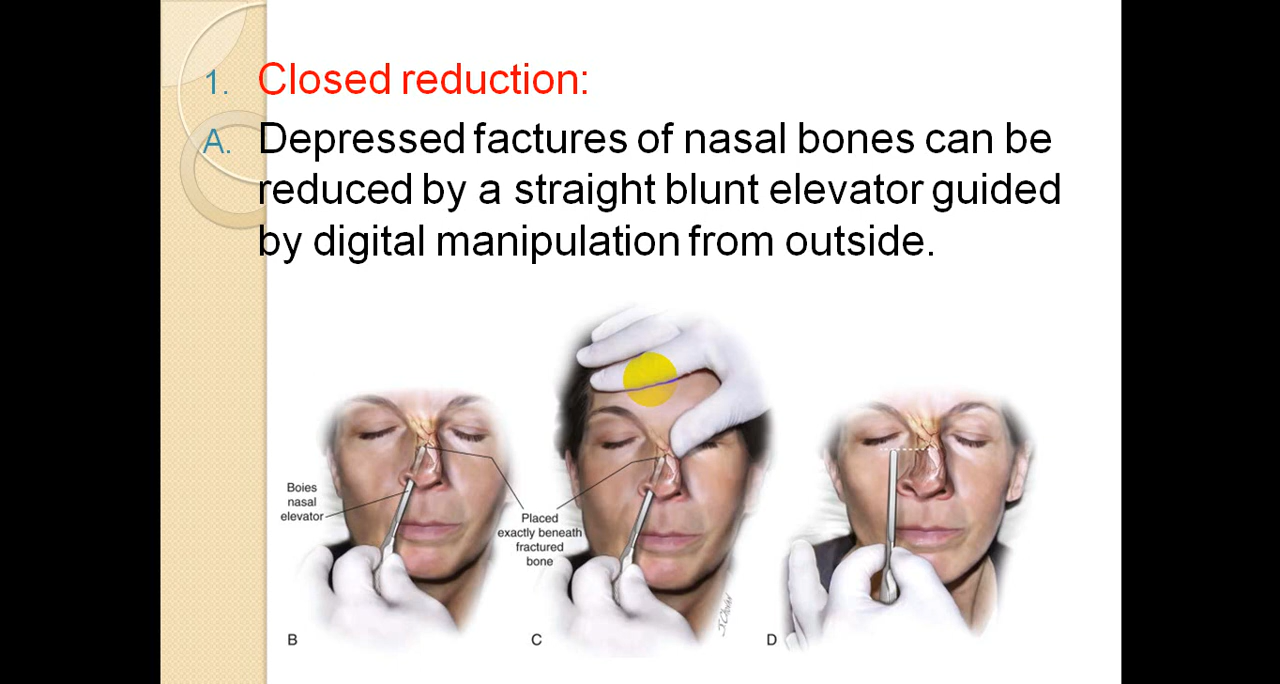 1. Closed reduction:
A. Depressed factures of nasal bones can be
reduced by a straight blunt elevator guided
by digital manipulation from outside.
Boies
nasal
elevator
Placed
exactly beneath
fractured
bone
B
C
D